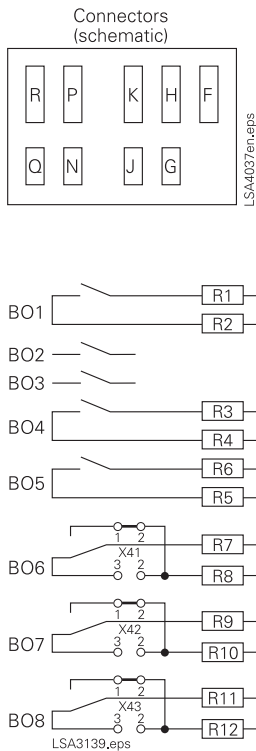 Connectors
(schematic)
R P K H F
Q N J G
LSA4037en.eps
BO1 R1
R2
BO2
BO3
BO4 R3
R4
BO5 R6
R5
BO6 1 2 R7
X41
3 2 R8
BO7 1 2 R9
X42
3 2 R10
BO8 1 2 R11
X43
3 2 R12
LSA3139.eps